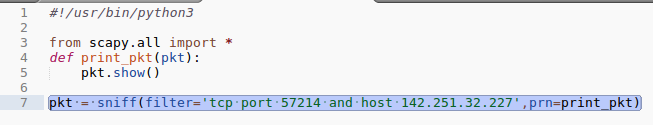 1 #!/usr/bin/python3
2
3 from scapy.all import *
4 def print_pkt(pkt):
5     pkt.show()
6
7 pkt = sniff(filter='tcp port 57214 and host 142.251.32.227',prn=print_pkt)